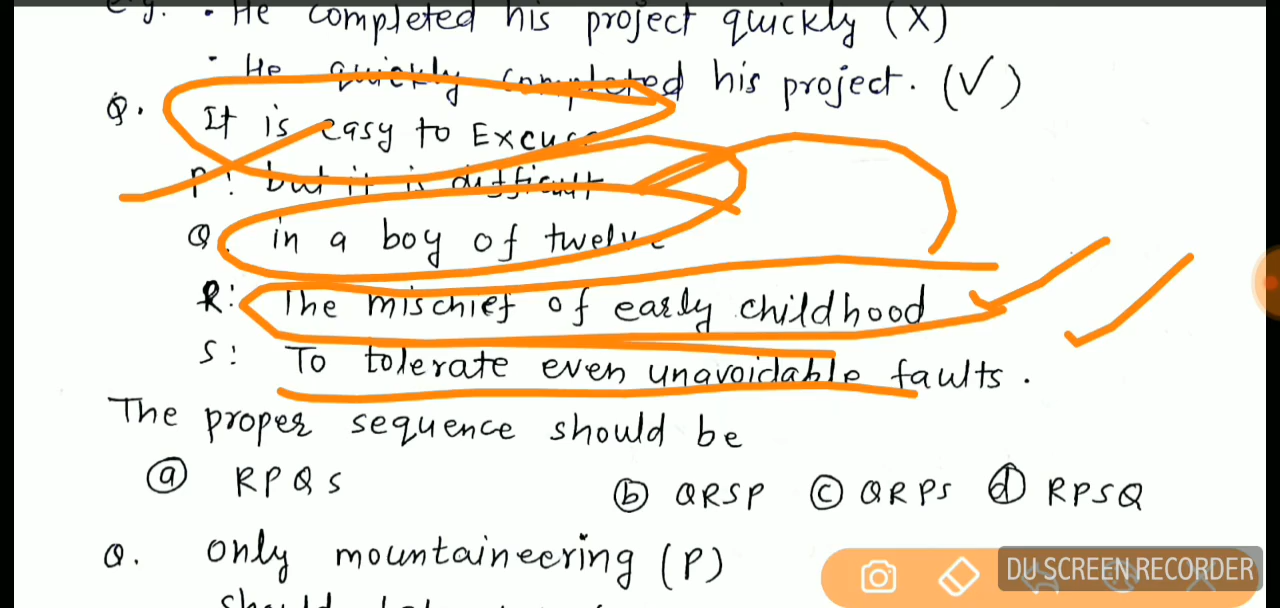 e.g. • He completed his project quickly (X)
• He quickly completed his project. (✓)
Q. It is easy to Excuse
P: but it is difficult
Q. in a boy of twelve
R: The mischief of early childhood
S: To tolerate even unavoidable faults.
The proper sequence should be
ⓐ RPQS ⓑ QRSP ⓒ QRPS ⓓ RPSQ
Q. only mountaineering (P)
should
DU SCREEN RECORDER